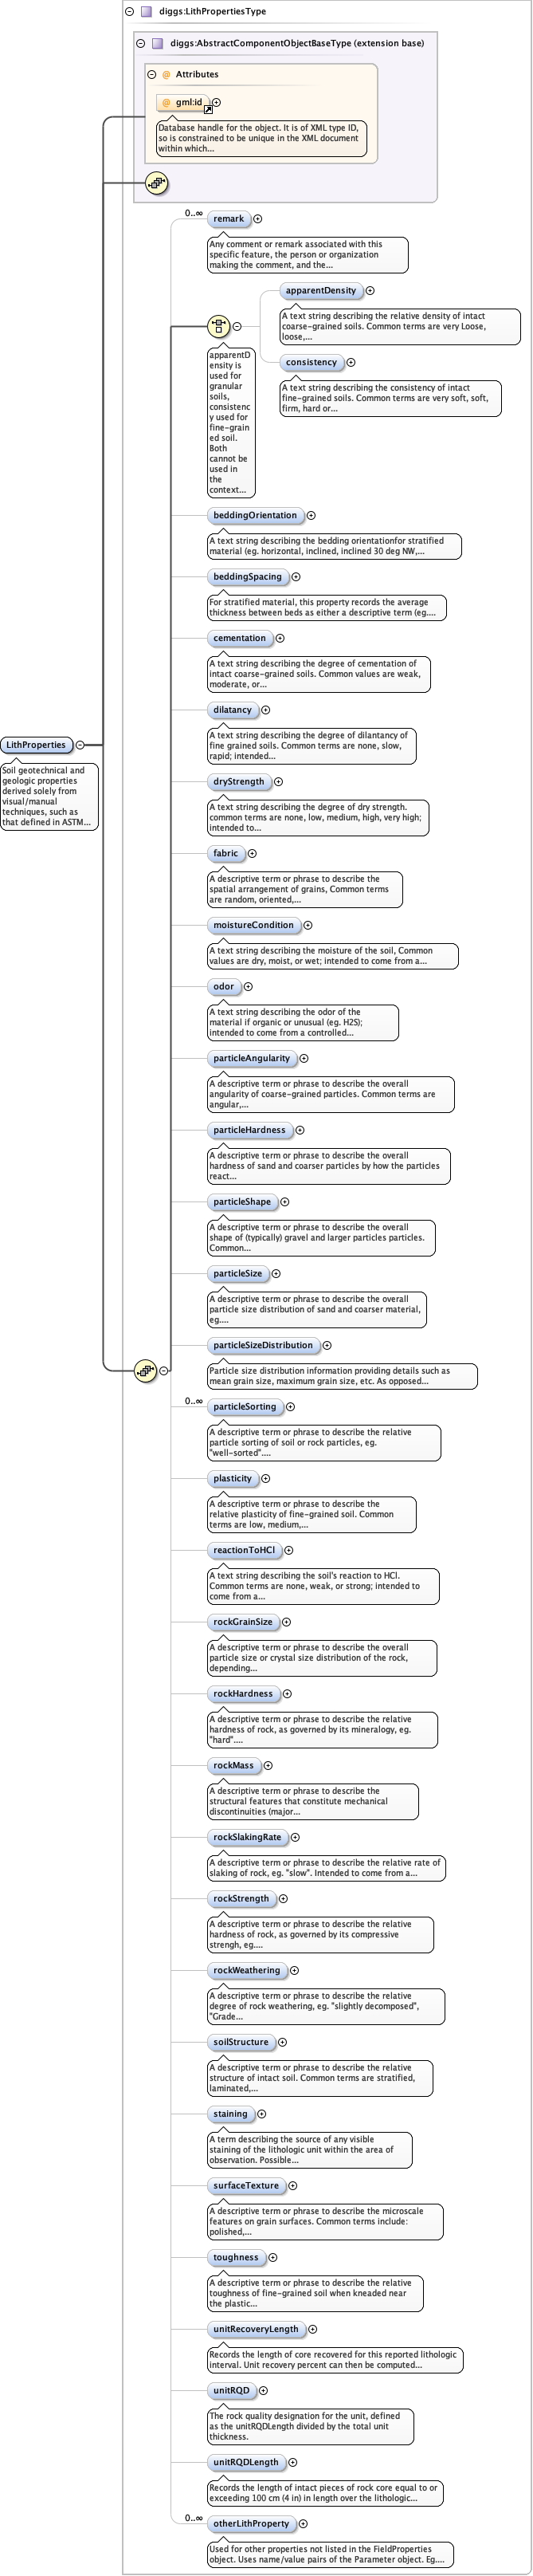 diggs:LithPropertiesType
diggs:AbstractComponentObjectBaseType (extension base)
@ Attributes
@ gml:id
Database handle for the object. It is of XML type ID,
so is constrained to be unique in the XML document
within which...
0..∞
remark
Any comment or remark associated with this
specific feature, the person or organization
making the comment, and the...
apparentDensity
A text string describing the relative density of intact
coarse-grained soils. Common terms are very Loose,
loose,...
apparentD
ensity is
used for
granular
soils,
consistenc
y used for
fine-grain
ed soil.
Both
cannot be
used in
the
context...
consistency
A text string describing the consistency of intact
fine-grained soils. Common terms are very soft, soft,
firm, hard or...
beddingOrientation
A text string describing the bedding orientationfor stratified
material (eg. horizontal, inclined, inclined 30 deg NW,...
beddingSpacing
For stratified material, this property records the average
thickness between beds as either a descriptive term (eg....
cementation
A text string describing the degree of cementation of
intact coarse-grained soils. Common values are weak,
moderate, or...
dilatancy
A text string describing the degree of dilantancy of
fine grained soils. Common terms are none, slow,
rapid; intended...
LithProperties
Soil geotechnical and
geologic properties
derived solely from
visual/manual
techniques, such as
that defined in ASTM...
dryStrength
A text string describing the degree of dry strength.
common terms are none, low, medium, high, very high;
intended to...
fabric
A descriptive term or phrase to describe the
spatial arrangement of grains, Common terms
are random, oriented,...
moistureCondition
A text string describing the moisture of the soil, Common
values are dry, moist, or wet; intended to come from a...
odor
A text string describing the odor of the
material if organic or unusual (eg. H2S);
intended to come from a controlled...
particleAngularity
A descriptive term or phrase to describe the overall
angularity of coarse-grained particles. Common terms are
angular,...
particleHardness
A descriptive term or phrase to describe the overall
hardness of sand and coarser particles by how the particles
react...
particleShape
A descriptive term or phrase to describe the overall
shape of (typically) gravel and larger particles particles.
Common...
particleSize
A descriptive term or phrase to describe the overall
particle size distribution of sand and coarser material,
eg....
particleSizeDistribution
Particle size distribution information providing details such as
mean grain size, maximum grain size, etc. As opposed...
0..∞
particleSorting
A descriptive term or phrase to describe the relative
particle sorting of soil or rock particles, eg.
"well-sorted"....
plasticity
A descriptive term or phrase to describe the
relative plasticity of fine-grained soil. Common
terms are low, medium,...
reactionToHCl
A text string describing the soil's reaction to HCl.
Common terms are none, weak, or strong; intended to
come from a...
rockGrainSize
A descriptive term or phrase to describe the overall
particle size or crystal size distribution of the rock,
depending...
rockHardness
A descriptive term or phrase to describe the relative
hardness of rock, as governed by its mineralogy, eg.
"hard"....
rockMass
A descriptive term or phrase to describe the
structural features that constitute mechanical
discontinuities (major...
rockSlakingRate
A descriptive term or phrase to describe the relative rate of
slaking of rock, eg. "slow". Intended to come from a...
rockStrength
A descriptive term or phrase to describe the relative
hardness of rock, as governed by its compressive
strengh, eg....
rockWeathering
A descriptive term or phrase to describe the relative
degree of rock weathering, eg. "slightly decomposed",
"Grade...
soilStructure
A descriptive term or phrase to describe the relative
structure of intact soil. Common terms are stratified,
laminated,...
staining
A term describing the source of any visible
staining of the lithologic unit within the area of
observation. Possible...
surfaceTexture
A descriptive term or phrase to describe the microscale
features on grain surfaces. Common terms include:
polished,...
toughness
A descriptive term or phrase to describe the relative
toughness of fine-grained soil when kneaded near
the plastic...
unitRecoveryLength
Records the length of core recovered for this reported lithologic
interval. Unit recovery percent can then be computed...
unitRQD
The rock quality designation for the unit, defined
as the unitRQDLength divided by the total unit
thickness.
unitRQDLength
Records the length of intact pieces of rock core equal to or
exceeding 100 cm (4 in) in length over the lithologic...
0..∞
otherLithProperty
Used for other properties not listed in the FieldProperties
object. Uses name/value pairs of the Parameter object. Eg....